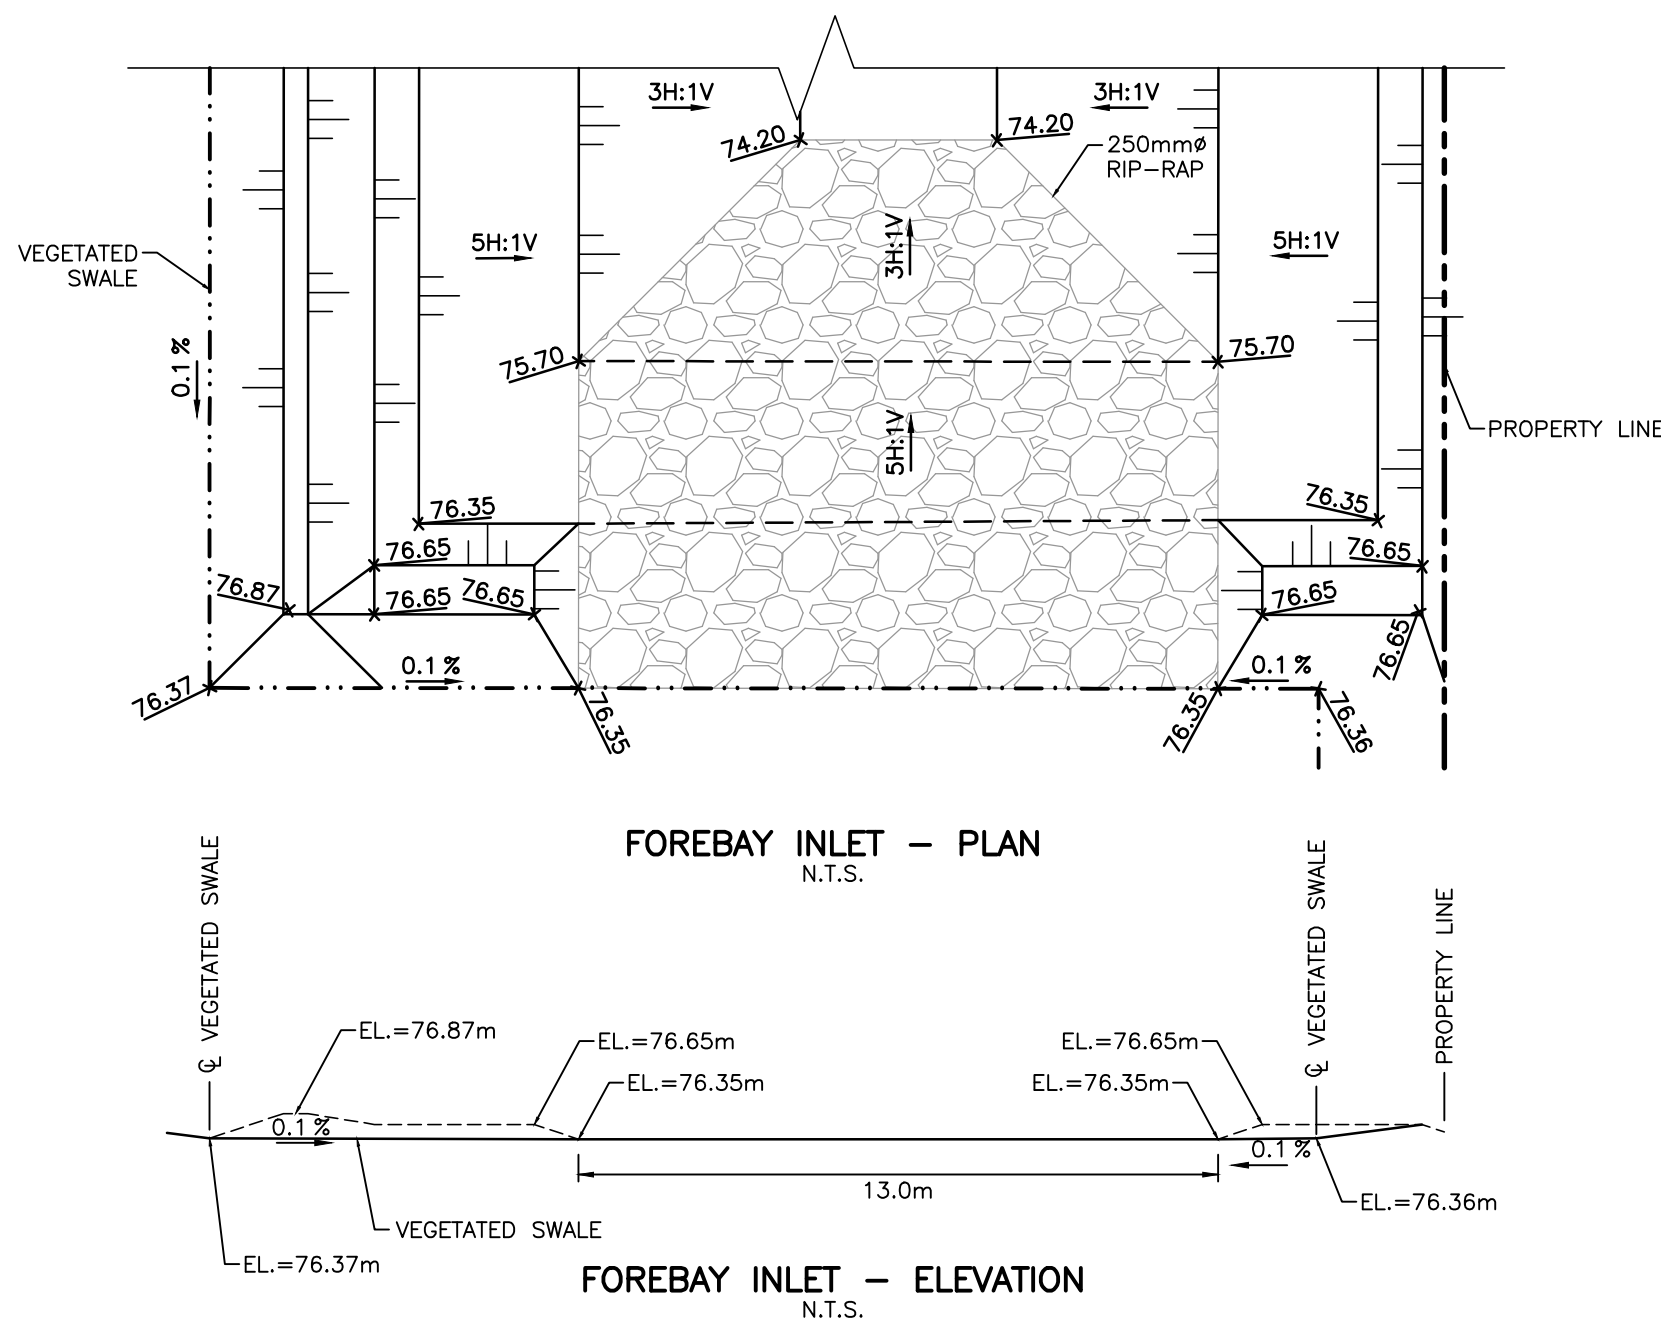 3H:1V
3H:1V
74.20
74.20
250mmø
RIP-RAP
VEGETATED
SWALE
5H:1V
3H:1V
5H:1V
0.1 %
75.70
75.70
5H:1V
PROPERTY LINE
76.35
76.35
76.65
76.65
76.87
76.65
76.65
76.65
76.65
0.1 %
0.1 %
76.37
76.35
76.35
76.36
FOREBAY INLET - PLAN
N.T.S.
℄ VEGETATED SWALE
℄ VEGETATED SWALE
PROPERTY LINE
EL.=76.87m
EL.=76.65m
EL.=76.65m
EL.=76.35m
EL.=76.35m
0.1 %
0.1 %
13.0m
EL.=76.36m
VEGETATED SWALE
EL.=76.37m
FOREBAY INLET - ELEVATION
N.T.S.